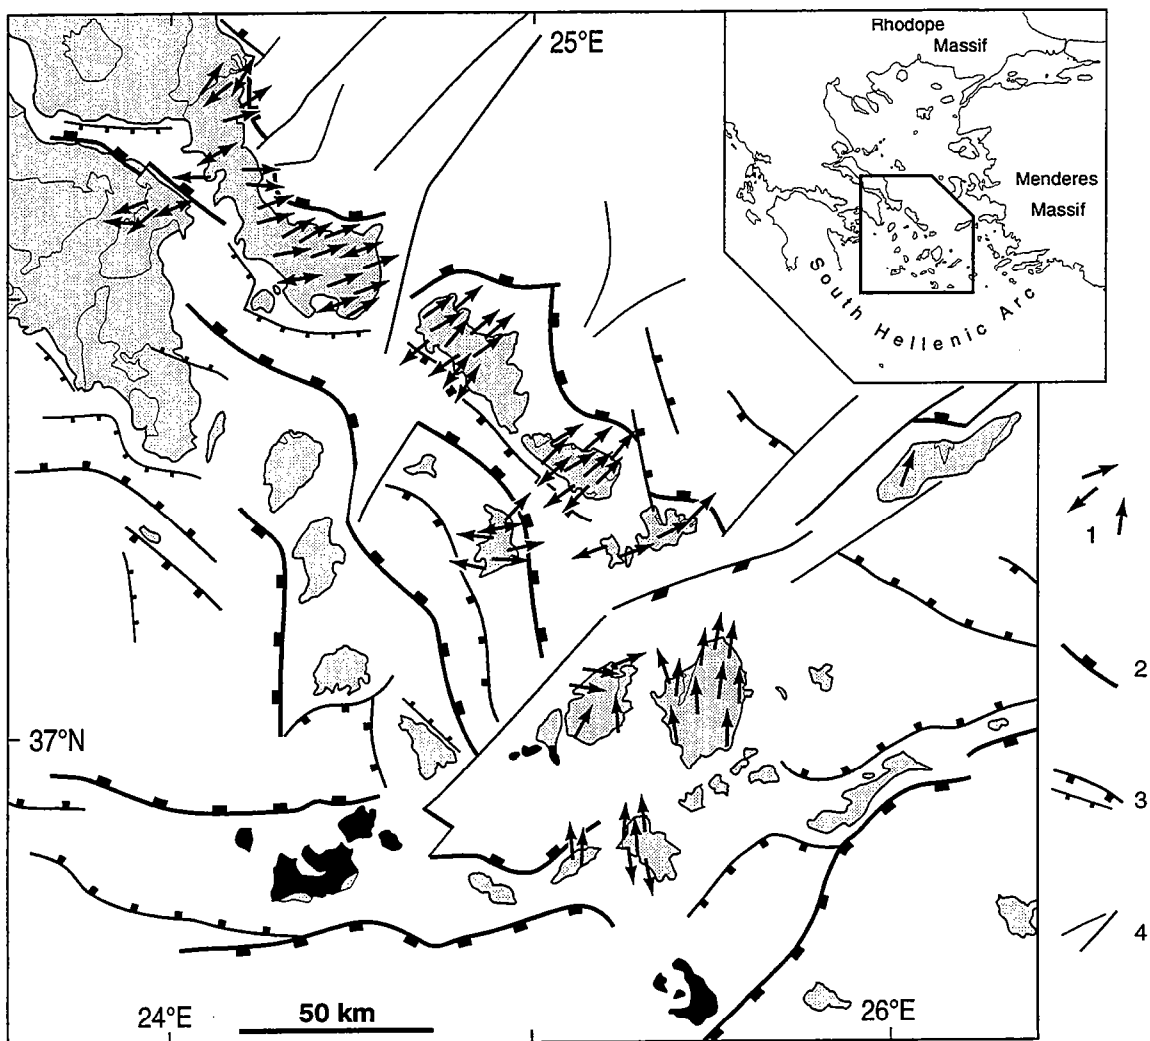 25°E
Rhodope
Massif
Menderes
Massif
South Hellenic Arc
1
2
37°N
3
4
24°E
50 km
26°E